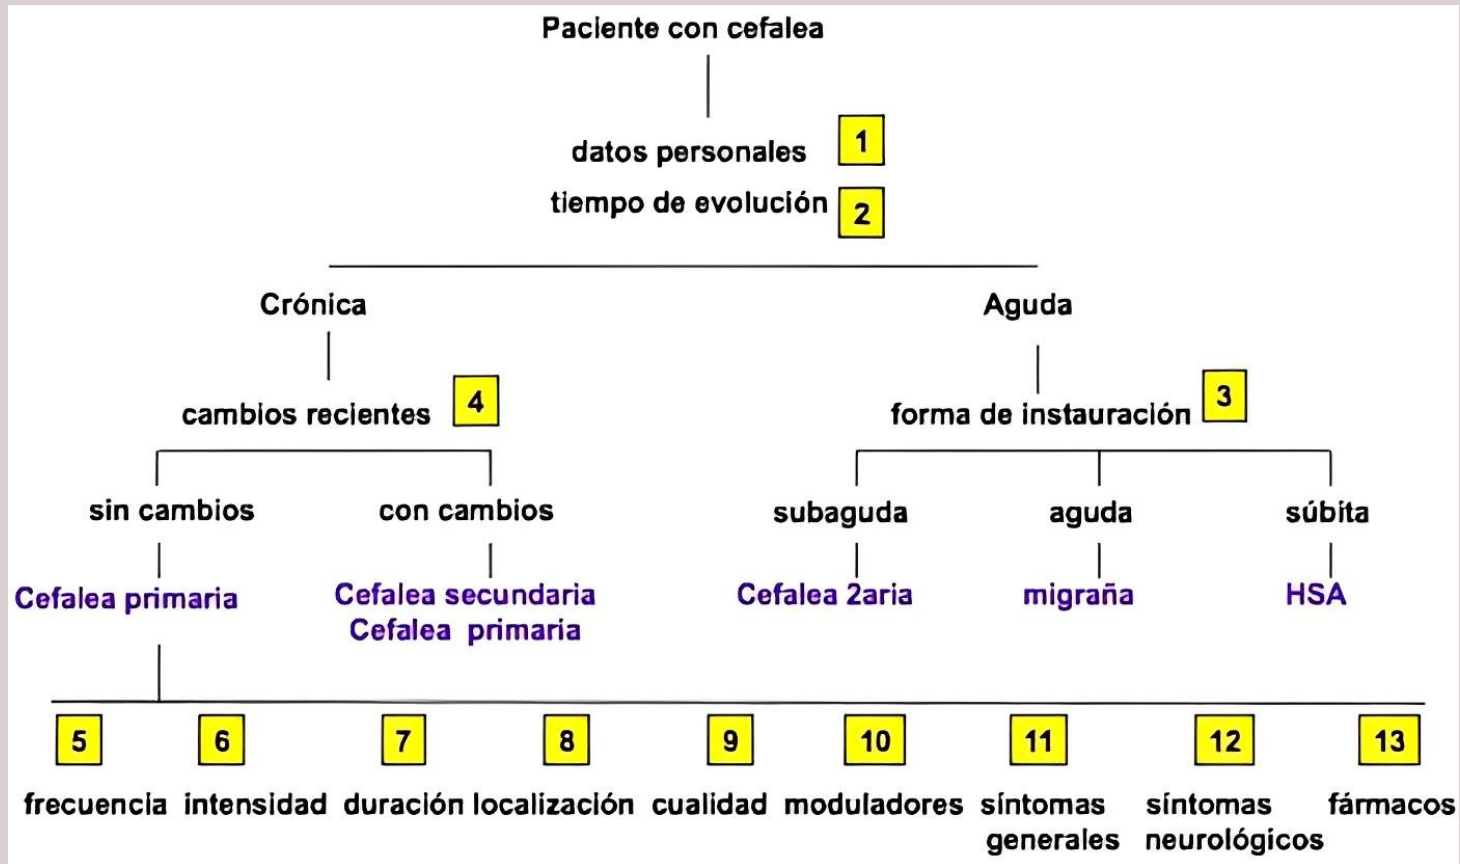 Paciente con cefalea
datos personales 1
tiempo de evolución 2
Crónica Aguda
cambios recientes 4 forma de instauración 3
sin cambios con cambios subaguda aguda súbita
Cefalea primaria Cefalea secundaria Cefalea 2aria migraña HSA
Cefalea primaria
5 6 7 8 9 10 11 12 13
frecuencia intensidad duración localización cualidad moduladores síntomas síntomas fármacos
generales neurológicos